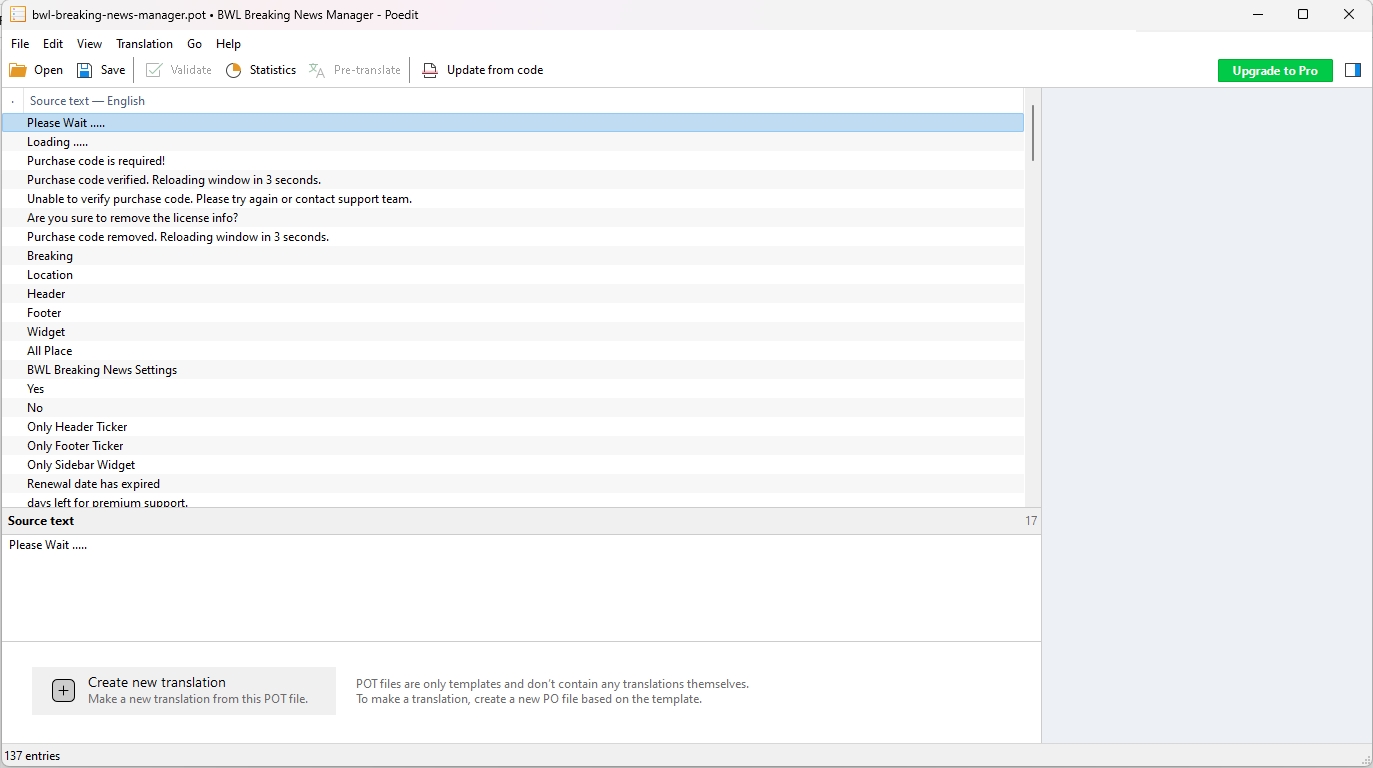 bwl-breaking-news-manager.pot • BWL Breaking News Manager - Poedit
File Edit View Translation Go Help
Open Save Validate Statistics Pre-translate Update from code Upgrade to Pro
Source text — English
Please Wait .....
Loading .....
Purchase code is required!
Purchase code verified. Reloading window in 3 seconds.
Unable to verify purchase code. Please try again or contact support team.
Are you sure to remove the license info?
Purchase code removed. Reloading window in 3 seconds.
Breaking
Location
Header
Footer
Widget
All Place
BWL Breaking News Settings
Yes
No
Only Header Ticker
Only Footer Ticker
Only Sidebar Widget
Renewal date has expired
days left for premium support.
Source text 17
Please Wait .....
Create new translation
Make a new translation from this POT file.
POT files are only templates and don't contain any translations themselves.
To make a translation, create a new PO file based on the template.
137 entries